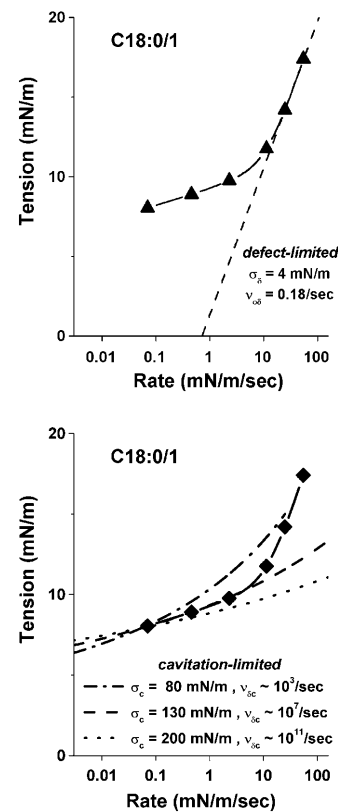 C18:0/1
20
10
0
Tension (mN/m)
defect-limited
σδ = 4 mN/m
νoδ = 0.18/sec
0.01 0.1 1 10 100
Rate (mN/m/sec)
C18:0/1
20
10
0
Tension (mN/m)
cavitation-limited
σc = 80 mN/m , νδc ~ 10³/sec
σc = 130 mN/m , νδc ~ 10⁷/sec
σc = 200 mN/m , νδc ~ 10¹¹/sec
0.01 0.1 1 10 100
Rate (mN/m/sec)